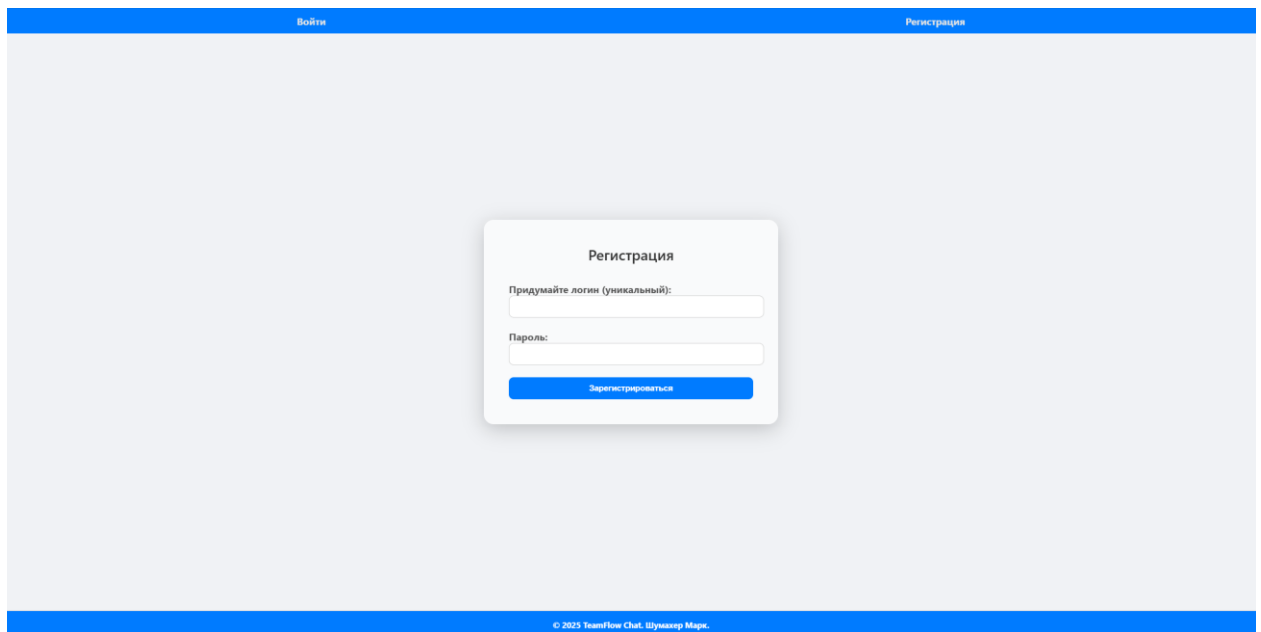 Войти
Регистрация
Регистрация
Придумайте логин (уникальный):
Пароль:
Зарегистрироваться
© 2025 TeamFlow Chat. Шумахер Марк.